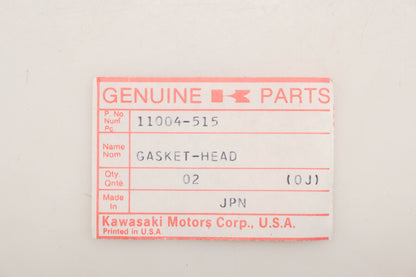 GENUINE K PARTS
P. No.
Num
Pc. 11004-515
Name
Nom GASKET-HEAD
Qty.
Qnité 02 (0J)
Made
In JPN
Kawasaki Motors Corp., U.S.A.
Printed in U.S.A.